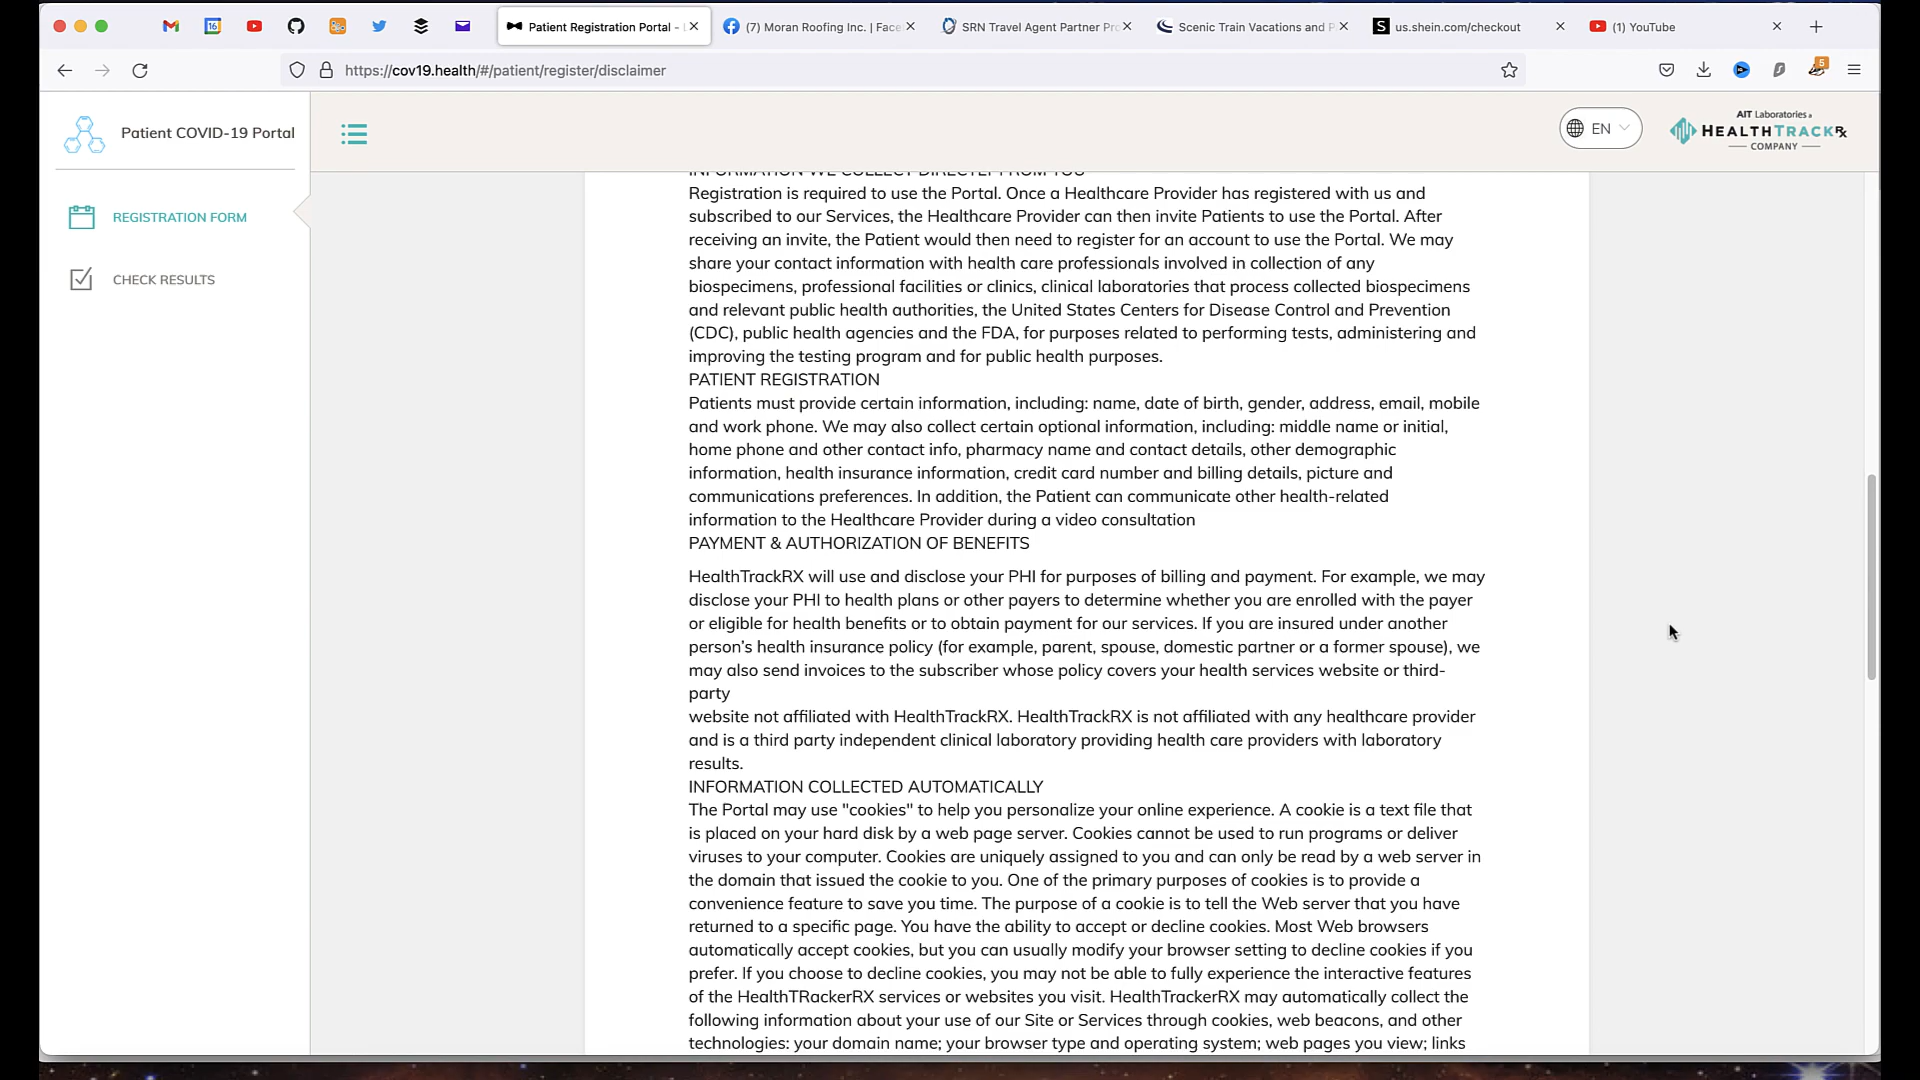 Patient Registration Portal -
(7) Moran Roofing Inc. | Face
SRN Travel Agent Partner Pro
Scenic Train Vacations and P
us.shein.com/checkout
(1) YouTube
https://cov19.health/#/patient/register/disclaimer
5
Patient COVID-19 Portal
EN
AIT Laboratories a
HEALTHTRACKRx
COMPANY
REGISTRATION FORM
CHECK RESULTS
INFORMATION WE COLLECT DIRECTLY FROM YOU
Registration is required to use the Portal. Once a Healthcare Provider has registered with us and
subscribed to our Services, the Healthcare Provider can then invite Patients to use the Portal. After
receiving an invite, the Patient would then need to register for an account to use the Portal. We may
share your contact information with health care professionals involved in collection of any
biospecimens, professional facilities or clinics, clinical laboratories that process collected biospecimens
and relevant public health authorities, the United States Centers for Disease Control and Prevention
(CDC), public health agencies and the FDA, for purposes related to performing tests, administering and
improving the testing program and for public health purposes.
PATIENT REGISTRATION
Patients must provide certain information, including: name, date of birth, gender, address, email, mobile
and work phone. We may also collect certain optional information, including: middle name or initial,
home phone and other contact info, pharmacy name and contact details, other demographic
information, health insurance information, credit card number and billing details, picture and
communications preferences. In addition, the Patient can communicate other health-related
information to the Healthcare Provider during a video consultation
PAYMENT & AUTHORIZATION OF BENEFITS
HealthTrackRX will use and disclose your PHI for purposes of billing and payment. For example, we may
disclose your PHI to health plans or other payers to determine whether you are enrolled with the payer
or eligible for health benefits or to obtain payment for our services. If you are insured under another
person's health insurance policy (for example, parent, spouse, domestic partner or a former spouse), we
may also send invoices to the subscriber whose policy covers your health services website or third-
party
website not affiliated with HealthTrackRX. HealthTrackRX is not affiliated with any healthcare provider
and is a third party independent clinical laboratory providing health care providers with laboratory
results.
INFORMATION COLLECTED AUTOMATICALLY
The Portal may use "cookies" to help you personalize your online experience. A cookie is a text file that
is placed on your hard disk by a web page server. Cookies cannot be used to run programs or deliver
viruses to your computer. Cookies are uniquely assigned to you and can only be read by a web server in
the domain that issued the cookie to you. One of the primary purposes of cookies is to provide a
convenience feature to save you time. The purpose of a cookie is to tell the Web server that you have
returned to a specific page. You have the ability to accept or decline cookies. Most Web browsers
automatically accept cookies, but you can usually modify your browser setting to decline cookies if you
prefer. If you choose to decline cookies, you may not be able to fully experience the interactive features
of the HealthTRackerRX services or websites you visit. HealthTrackerRX may automatically collect the
following information about your use of our Site or Services through cookies, web beacons, and other
technologies: your domain name; your browser type and operating system; web pages you view; links